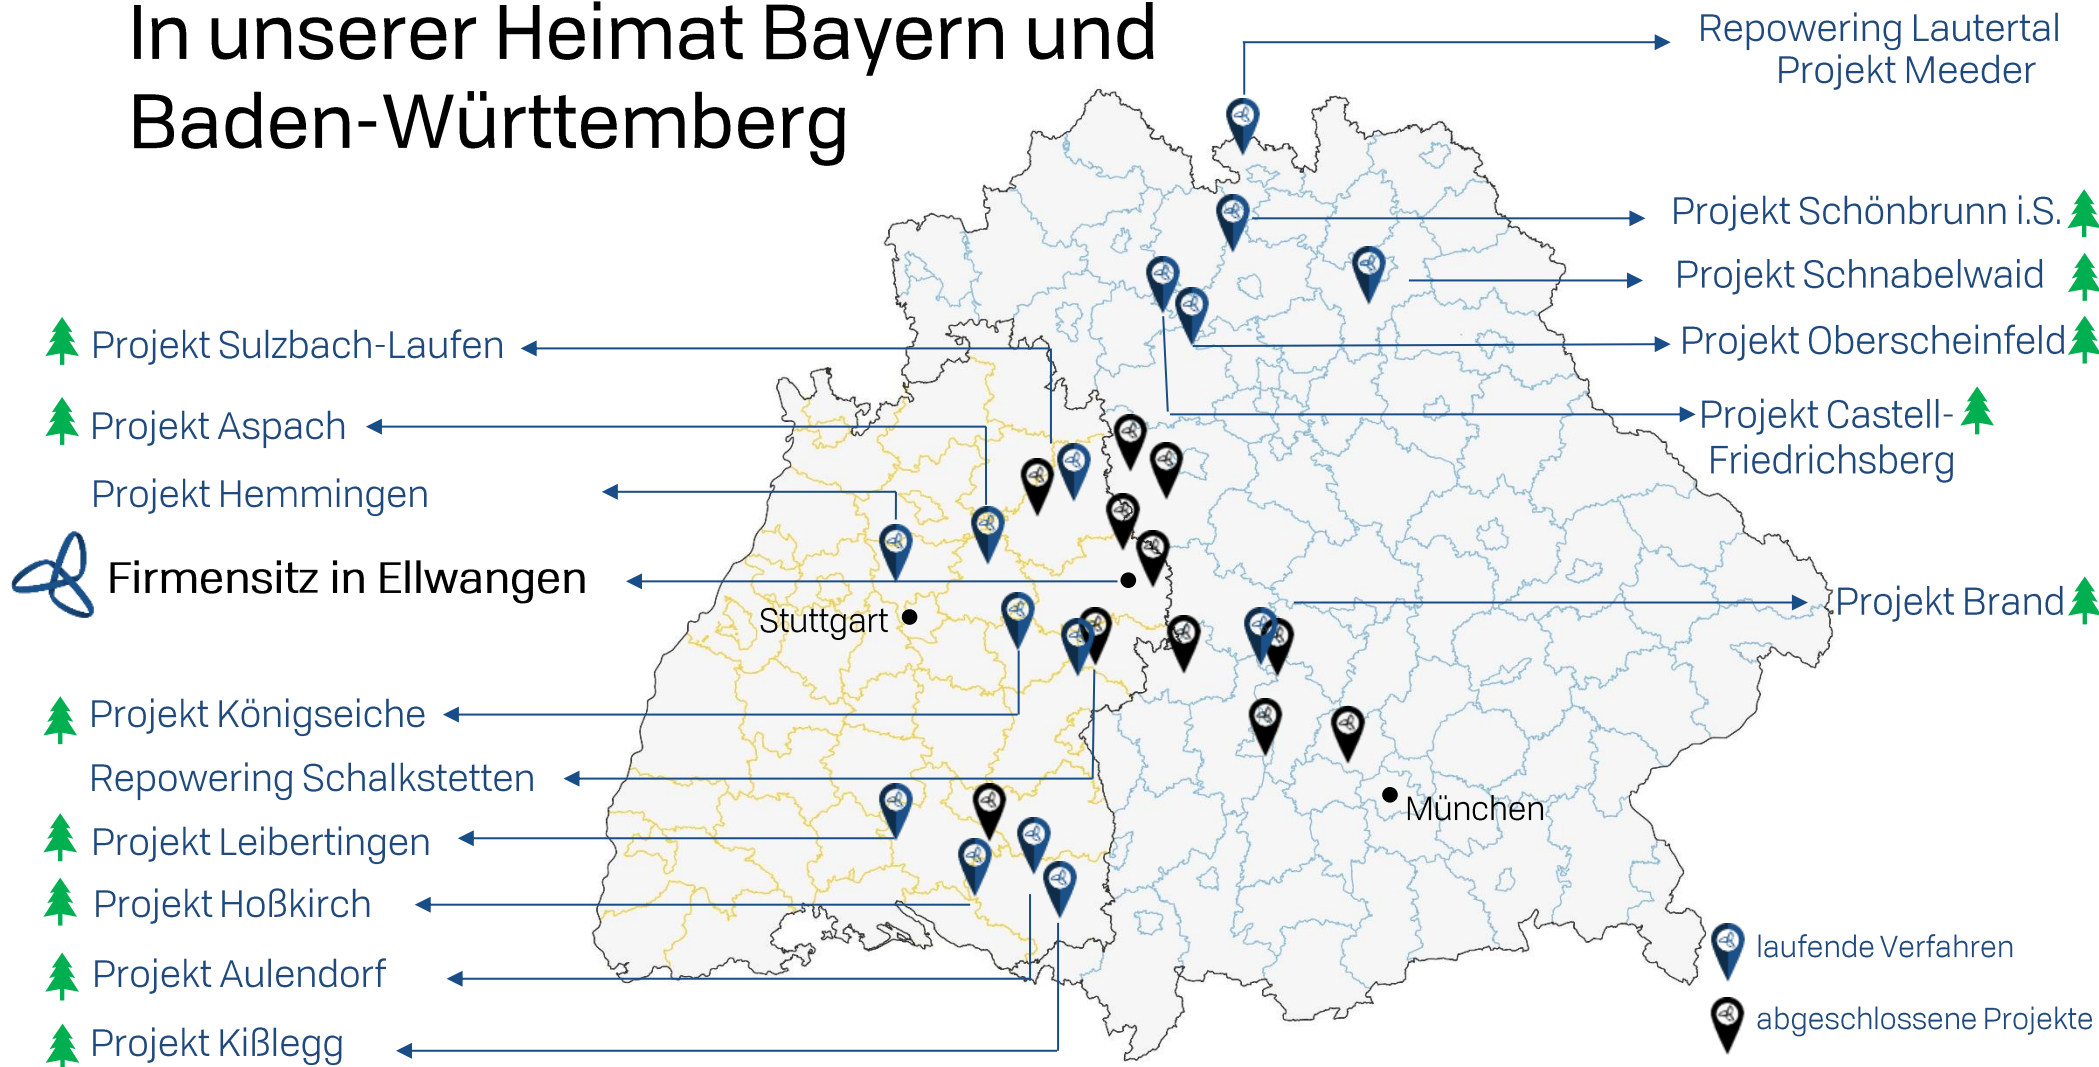 In unserer Heimat Bayern und
Baden-Württemberg
Repowering Lautertal
Projekt Meeder
Projekt Schönbrunn i.S.
Projekt Schnabelwaid
Projekt Oberscheinfeld
Projekt Castell-
Friedrichsberg
Projekt Brand
Projekt Sulzbach-Laufen
Projekt Aspach
Projekt Hemmingen
Firmensitz in Ellwangen
Stuttgart
Projekt Königseiche
Repowering Schalkstetten
Projekt Leibertingen
Projekt Hoßkirch
Projekt Aulendorf
Projekt Kißlegg
München
laufende Verfahren
abgeschlossene Projekte